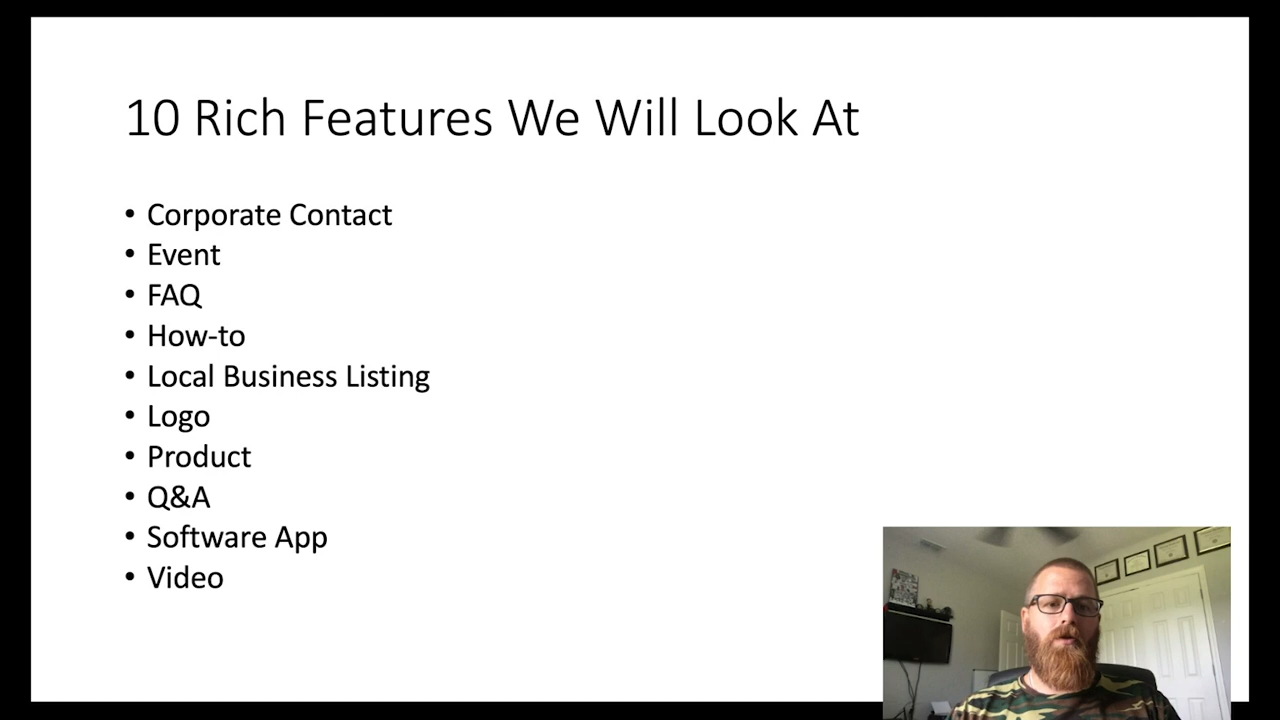 10 Rich Features We Will Look At
• Corporate Contact
• Event
• FAQ
• How-to
• Local Business Listing
• Logo
• Product
• Q&A
• Software App
• Video